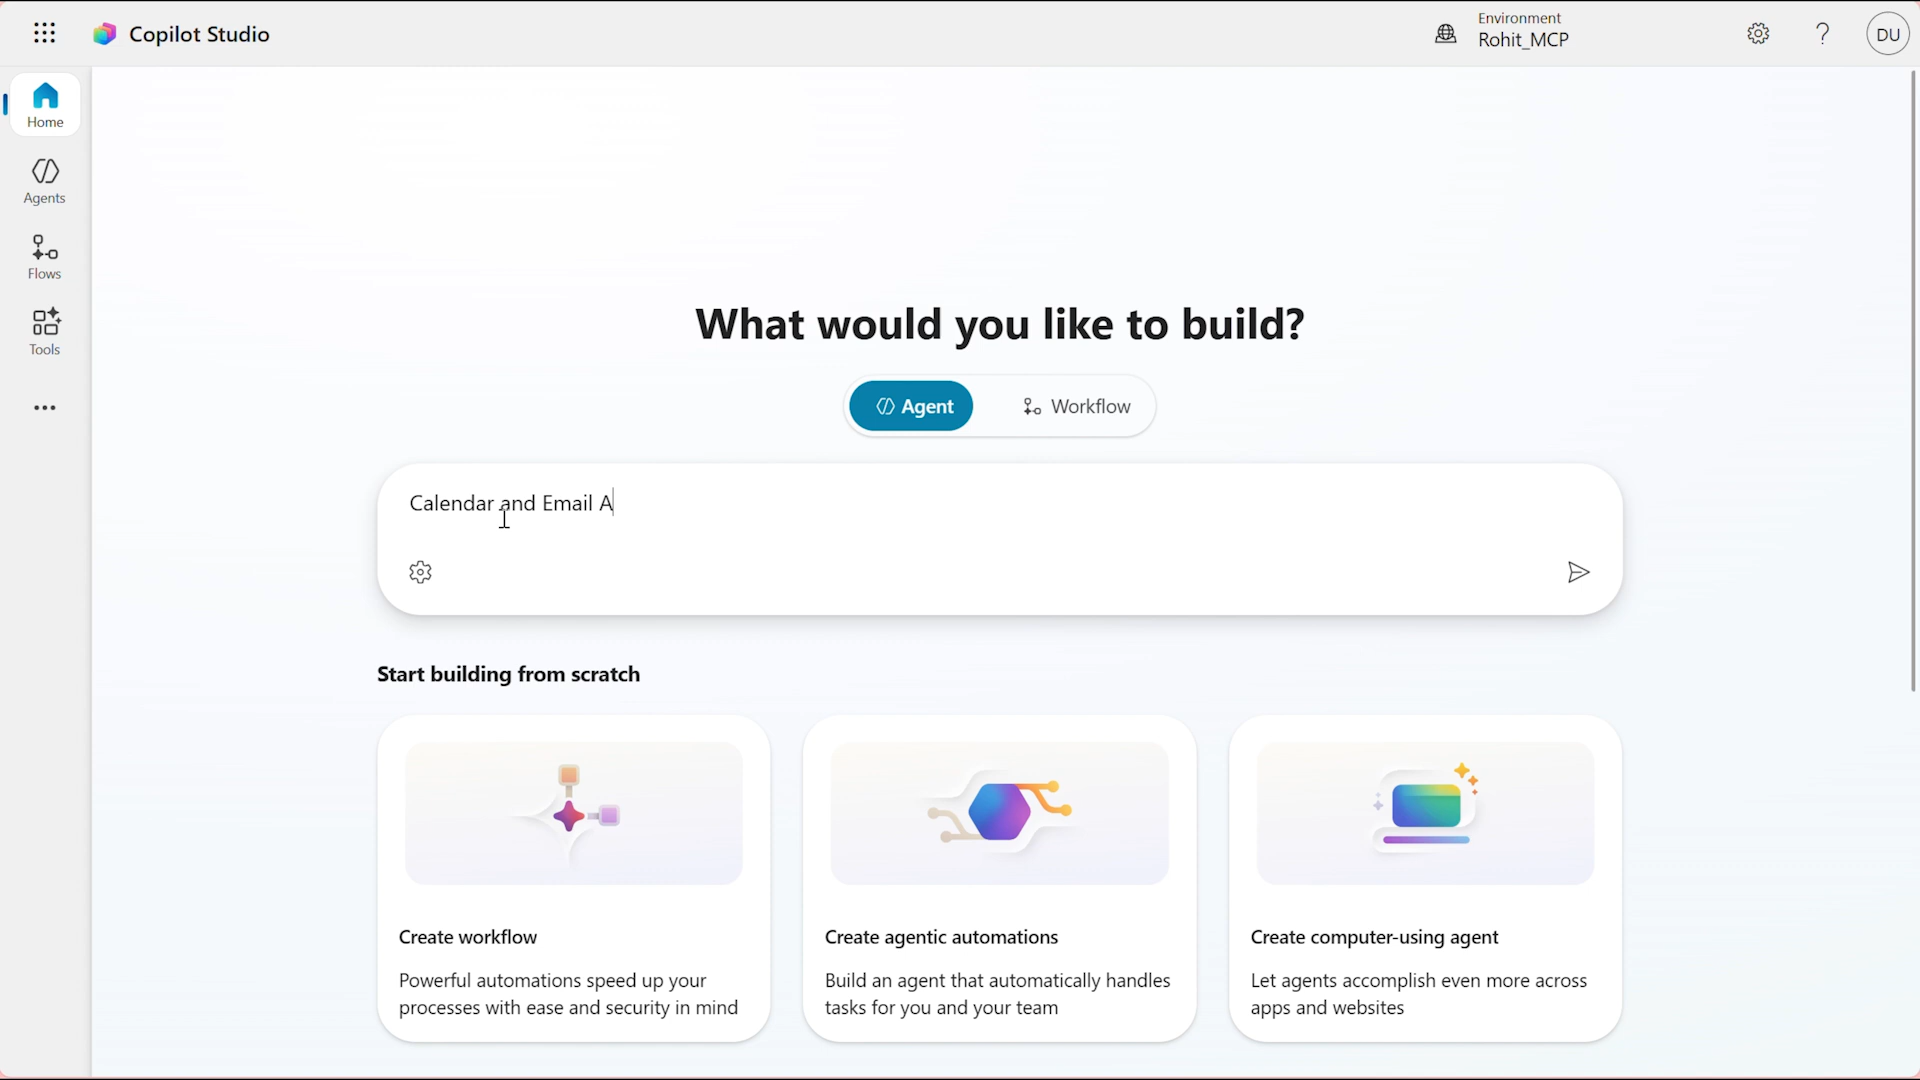 Copilot Studio
Environment
Rohit_MCP
DU
Home
Agents
Flows
Tools
What would you like to build?
Agent
Workflow
Calendar and Email A
Start building from scratch
Create workflow
Powerful automations speed up your
processes with ease and security in mind
Create agentic automations
Build an agent that automatically handles
tasks for you and your team
Create computer-using agent
Let agents accomplish even more across
apps and websites